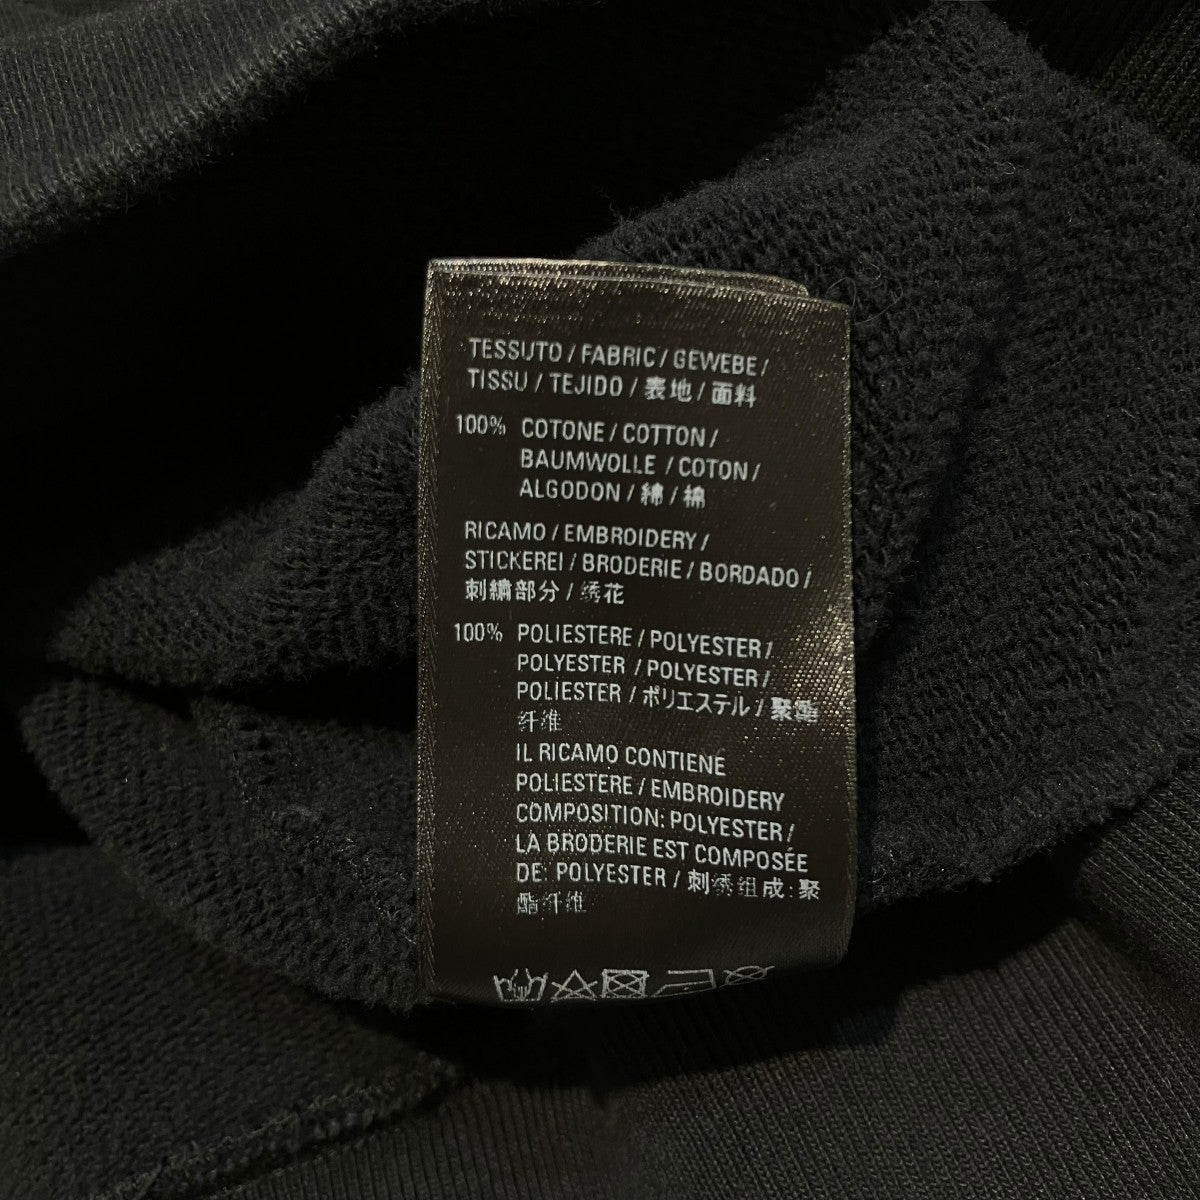 TESSUTO / FABRIC / GEWEBE /
TISSU / TEJIDO / 表地 / 面料
100% COTONE / COTTON /
BAUMWOLLE / COTON /
ALGODON / 綿 / 棉
RICAMO / EMBROIDERY /
STICKEREI / BRODERIE / BORDADO /
刺繍部分 / 绣花
100% POLIESTERE / POLYESTER /
POLYESTER / POLYESTER /
POLIESTER / ポリエステル / 聚酯
纤维
IL RICAMO CONTIENE
POLIESTERE / EMBROIDERY
COMPOSITION: POLYESTER /
LA BRODERIE EST COMPOSÉE
DE: POLYESTER / 刺绣组成: 聚
酯纤维